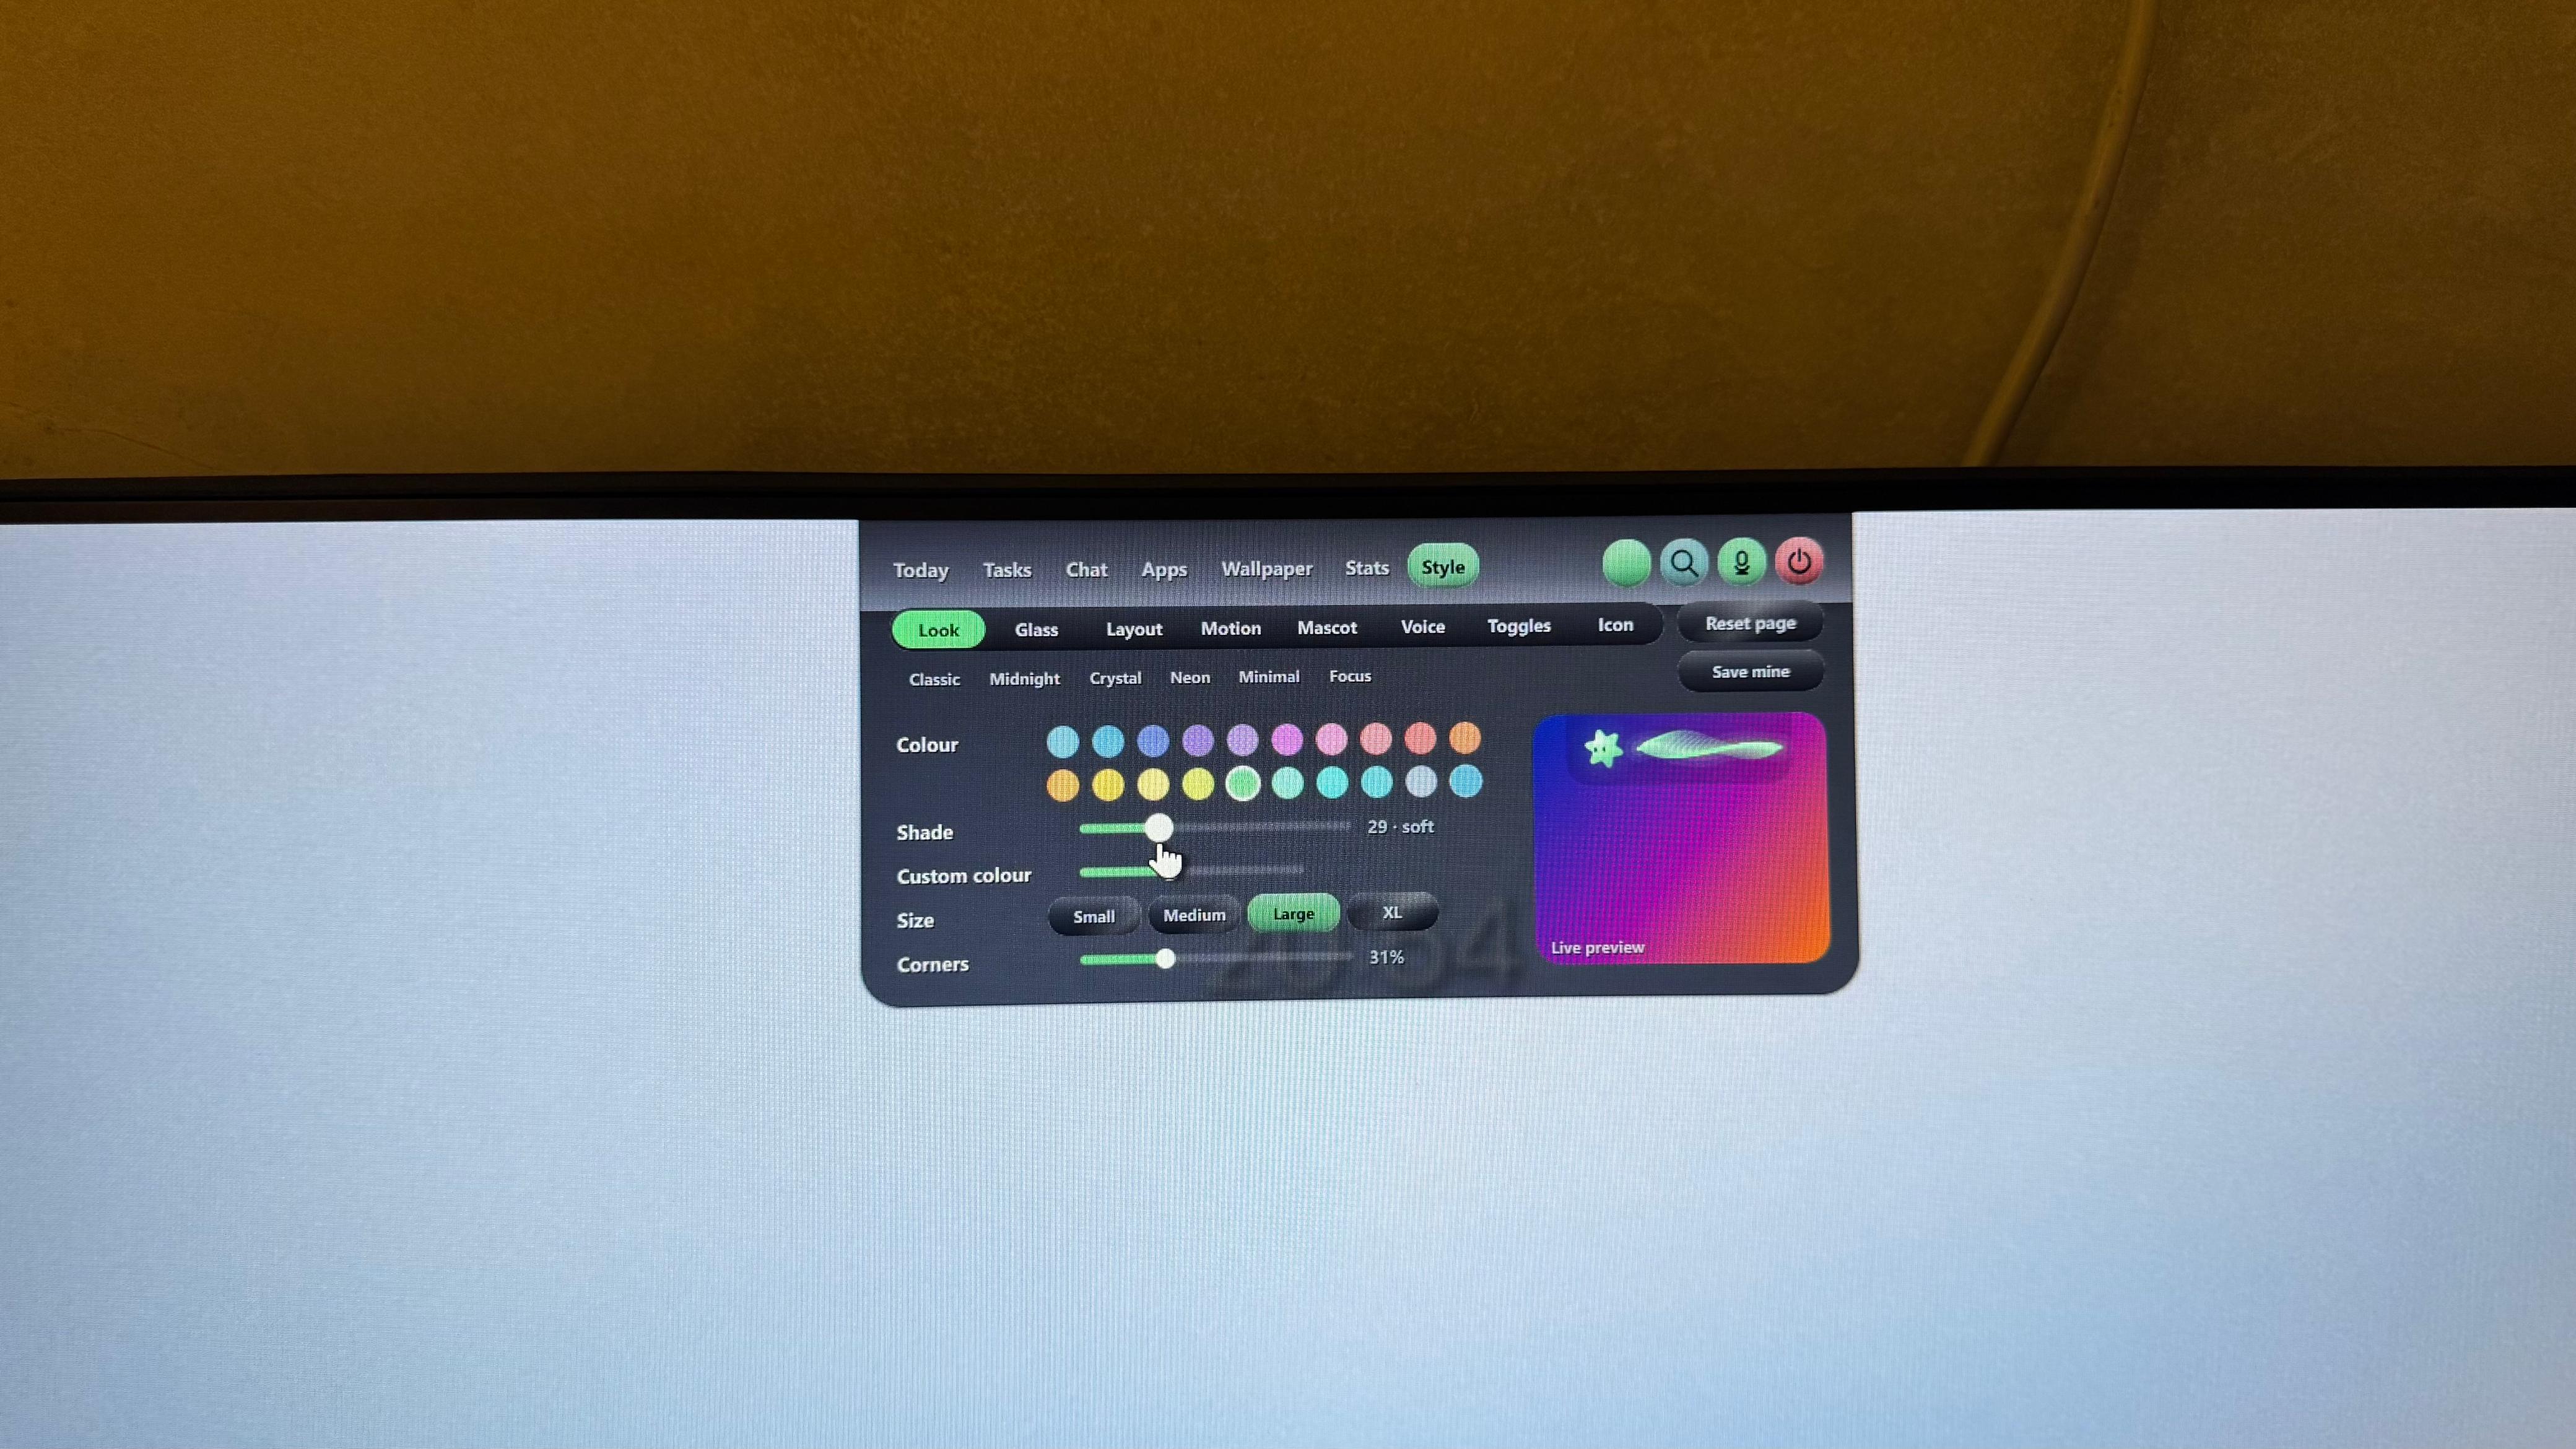 Today Tasks Chat Apps Wallpaper Stats Style
Look Glass Layout Motion Mascot Voice Toggles Icon Reset page
Classic Midnight Crystal Neon Minimal Focus Save mine
Colour
Shade 29 · soft
Custom colour
Size Small Medium Large XL
Corners 31%
Live preview